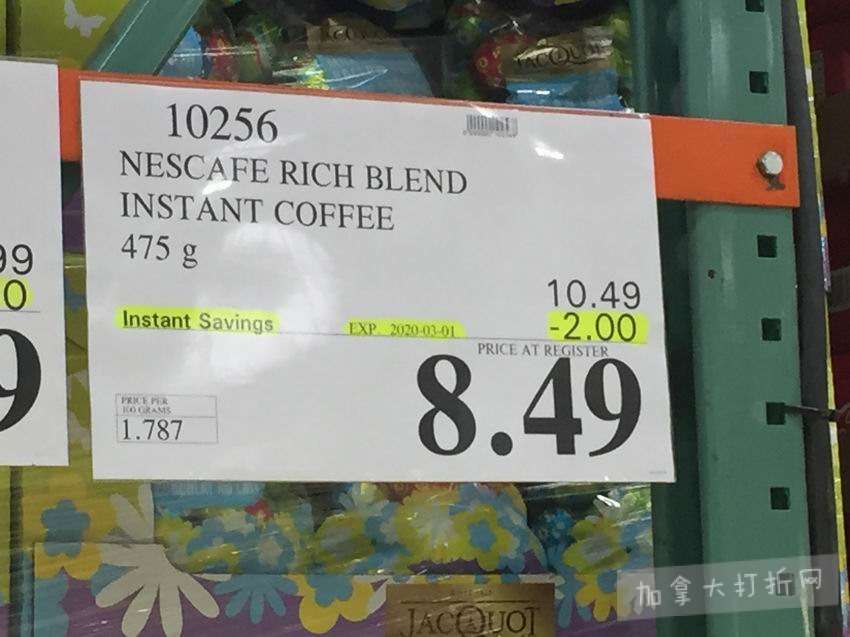 JACQUOT
10256
NESCAFE RICH BLEND
INSTANT COFFEE
475 g
99
0
9
10.49
Instant Savings EXP. 2020-03-01 -2.00
PRICE AT REGISTER
8.49
PRICE PER
100 GRAMS
1.787
加拿大打折网
JACQUOT